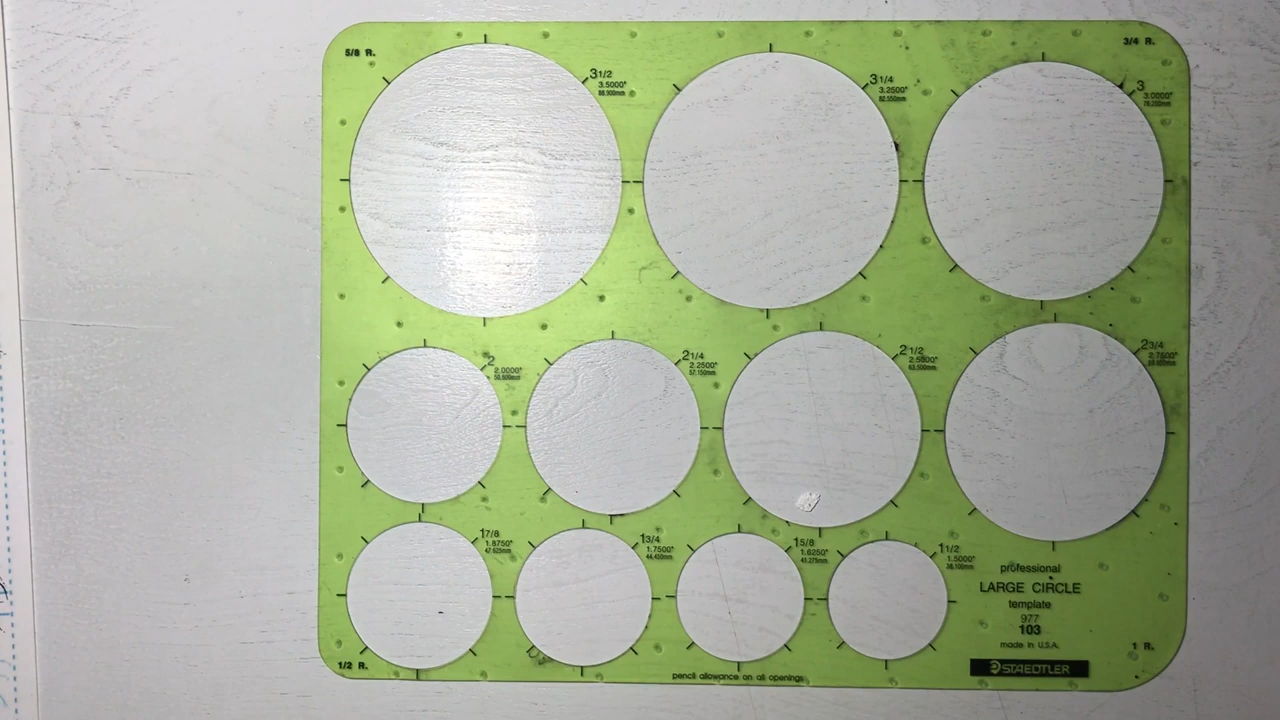 5/8 R.
3/4 R.
3 1/2
3.5000"
88.900mm
3 1/4
3.2500"
82.550mm
3
3.0000"
76.200mm
2
2.0000"
50.800mm
2 1/4
2.2500"
57.150mm
2 1/2
2.5000"
63.500mm
2 3/4
2.7500"
69.850mm
1 7/8
1.8750"
47.625mm
1 3/4
1.7500"
44.450mm
1 5/8
1.6250"
41.275mm
1 1/2
1.5000"
38.100mm
professional
LARGE CIRCLE
template
977
103
made in U.S.A.
STAEDTLER
1/2 R.
1 R.
pencil allowance on all openings